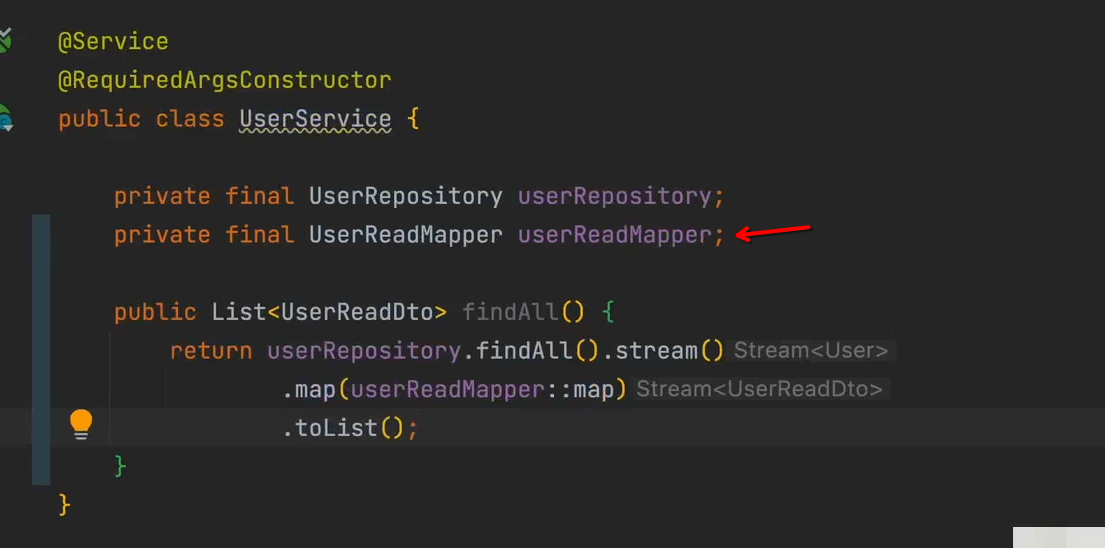 @Service
@RequiredArgsConstructor
public class UserService {
private final UserRepository userRepository;
private final UserReadMapper userReadMapper;
public List<UserReadDto> findAll() {
return userRepository.findAll().stream() Stream<User>
.map(userReadMapper::map) Stream<UserReadDto>
.toList();
}
}